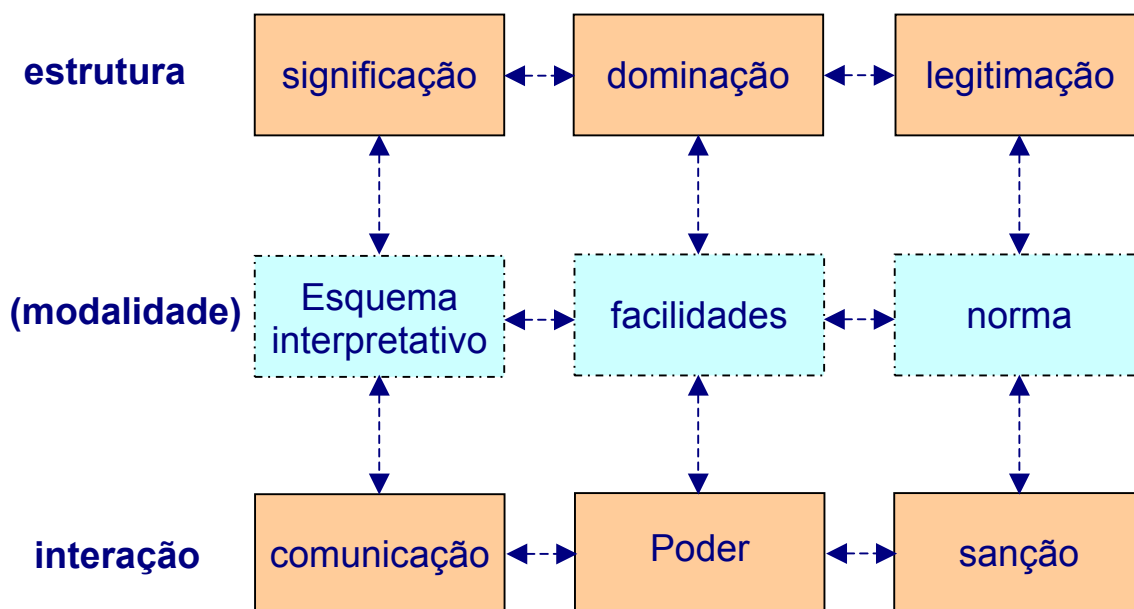 estrutura
significação
dominação
legitimação
(modalidade)
Esquema
interpretativo
facilidades
norma
interação
comunicação
Poder
sanção